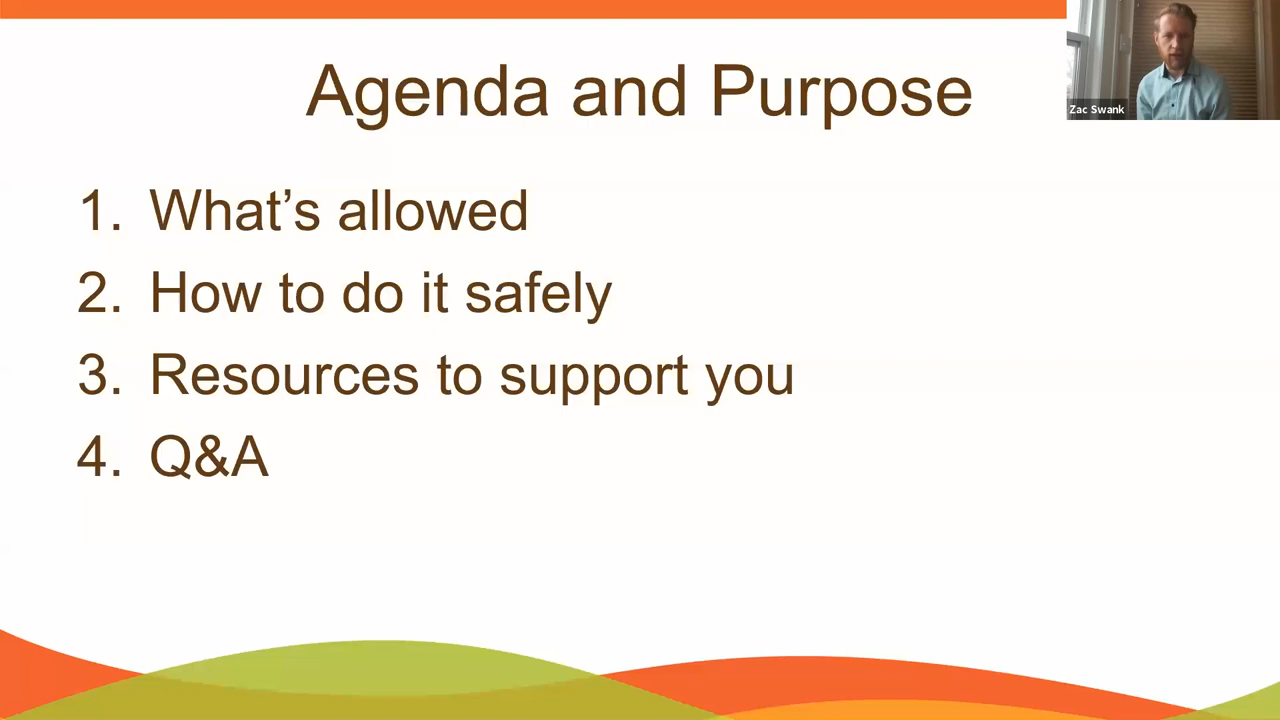 Agenda and Purpose
Zac Swank
1. What’s allowed
2. How to do it safely
3. Resources to support you
4. Q&A